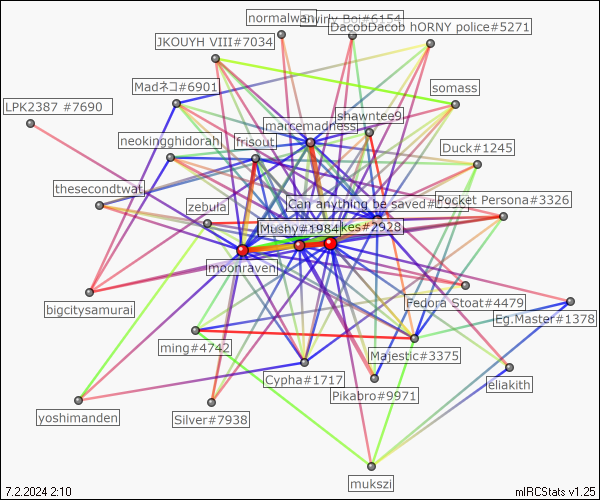 normalwan
Boi#6154
DacobDacob hORNY police#5271
JKOUYH VIII#7034
Madネコ#6901
somass
LPK2387 #7690
shawntee9
marcemadness
neokingghidorah
frisout
Duck#1245
thesecondtwat
Pocket Persona#3326
zebula
Can anything be saved#
Mushy#1984
kes#2928
moonraven
Fedora Stoat#4479
bigcitysamurai
Eg.Master#1378
ming#4742
Majestic#3375
Cypha#1717
eliakith
Pikabro#9971
yoshimanden
Silver#7938
mukszi
7.2.2024 2:10
mIRCStats v1.25